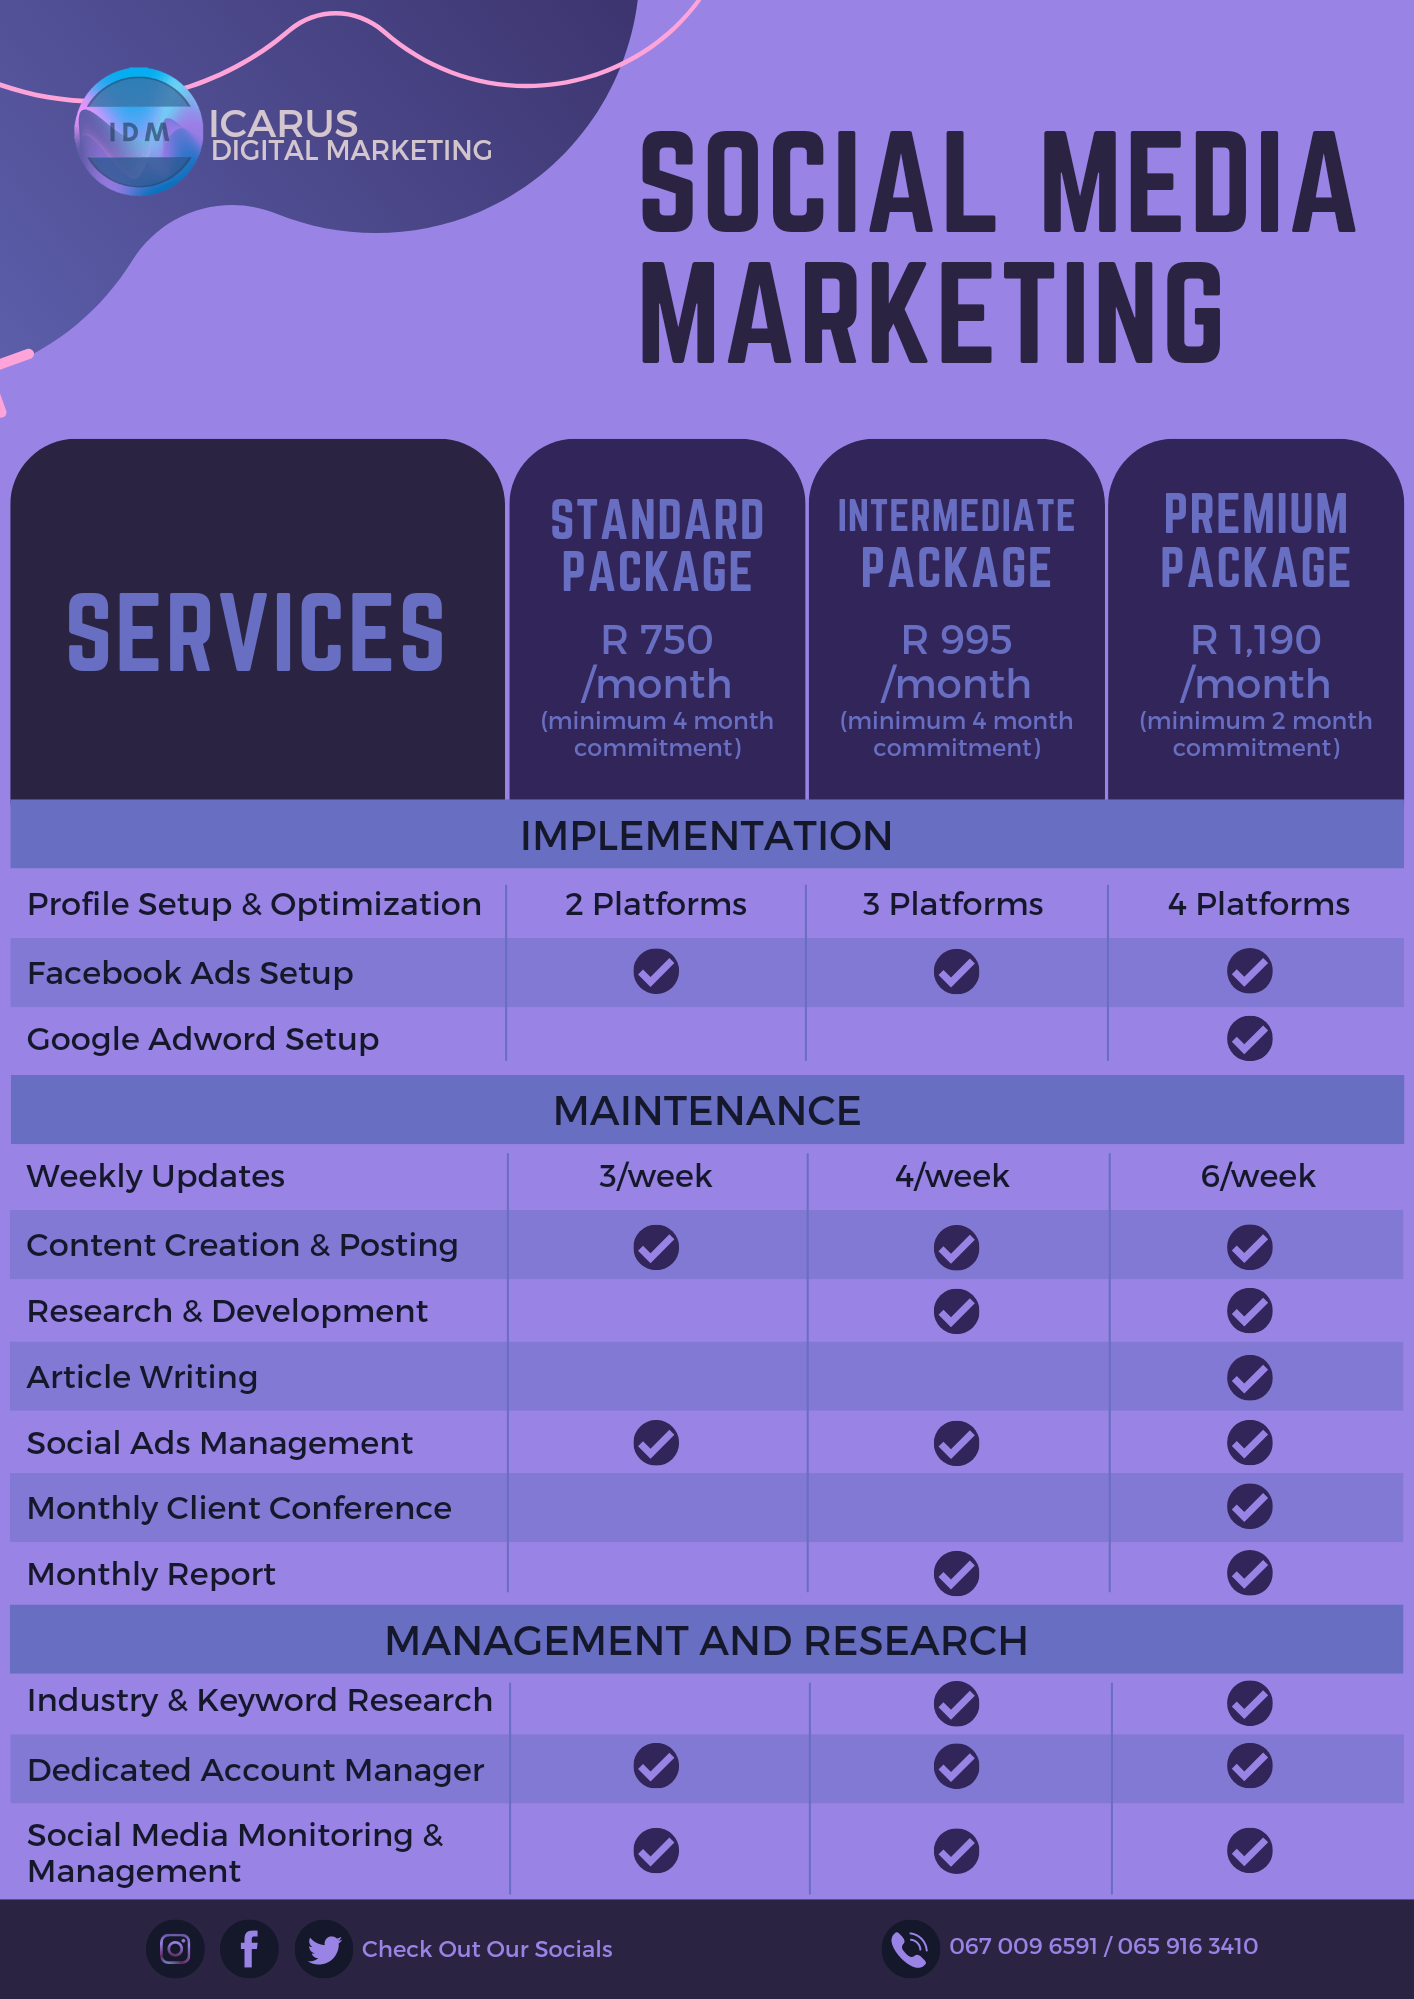 IDM
ICARUS
DIGITAL MARKETING
SOCIAL MEDIA
MARKETING
SERVICES
STANDARD
PACKAGE
R 750
/month
(minimum 4 month
commitment)
INTERMEDIATE
PACKAGE
R 995
/month
(minimum 4 month
commitment)
PREMIUM
PACKAGE
R 1,190
/month
(minimum 2 month
commitment)
IMPLEMENTATION
Profile Setup & Optimization 2 Platforms 3 Platforms 4 Platforms
Facebook Ads Setup
Google Adword Setup
MAINTENANCE
Weekly Updates 3/week 4/week 6/week
Content Creation & Posting
Research & Development
Article Writing
Social Ads Management
Monthly Client Conference
Monthly Report
MANAGEMENT AND RESEARCH
Industry & Keyword Research
Dedicated Account Manager
Social Media Monitoring &
Management
Check Out Our Socials
067 009 6591 / 065 916 3410